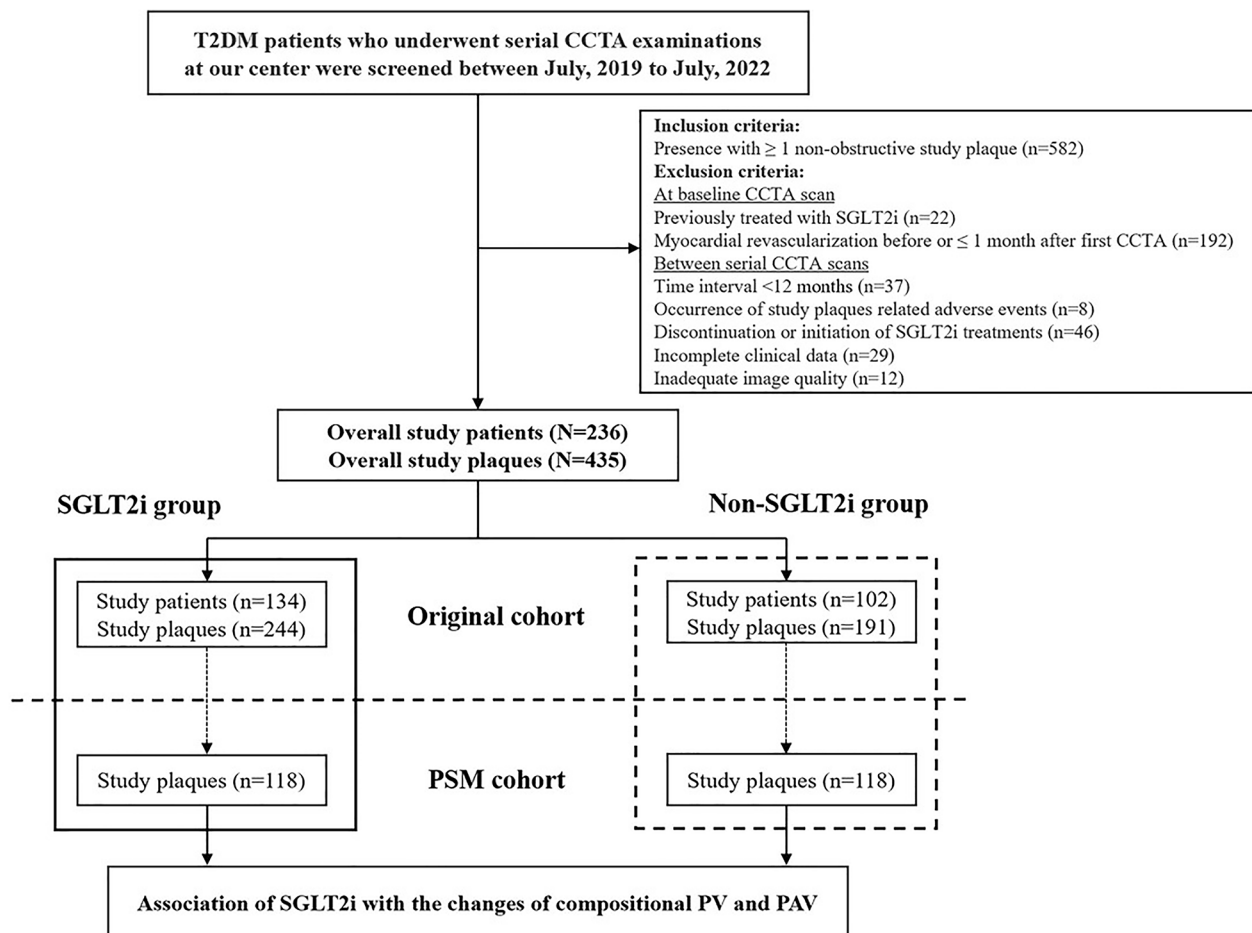 T2DM patients who underwent serial CCTA examinations
at our center were screened between July, 2019 to July, 2022
Inclusion criteria:
Presence with ≥ 1 non-obstructive study plaque (n=582)
Exclusion criteria:
At baseline CCTA scan
Previously treated with SGLT2i (n=22)
Myocardial revascularization before or ≤ 1 month after first CCTA (n=192)
Between serial CCTA scans
Time interval <12 months (n=37)
Occurrence of study plaques related adverse events (n=8)
Discontinuation or initiation of SGLT2i treatments (n=46)
Incomplete clinical data (n=29)
Inadequate image quality (n=12)
Overall study patients (N=236)
Overall study plaques (N=435)
SGLT2i group
Non-SGLT2i group
Study patients (n=134)
Study plaques (n=244)
Original cohort
Study patients (n=102)
Study plaques (n=191)
Study plaques (n=118)
PSM cohort
Study plaques (n=118)
Association of SGLT2i with the changes of compositional PV and PAV